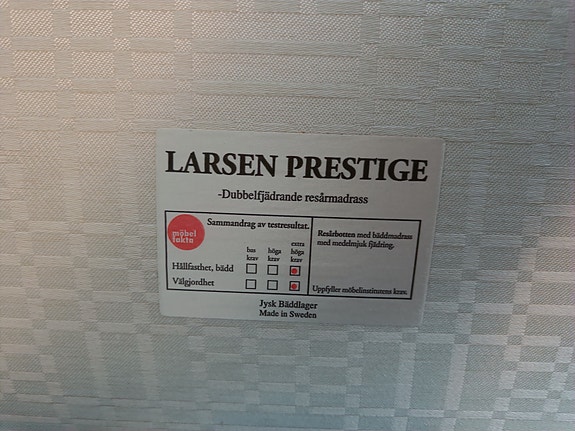 LARSEN PRESTIGE
-Dubbelfjädrande resårmadrass
möbel
fakta
Sammandrag av testresultat.
bas
krav
höga
krav
extra
höga
krav
Hållfasthet, bädd
Välgjordhet
Resårbotten med bäddmadrass
med medelmjuk fjädring.
Uppfyller möbelinstitutens krav.
Jysk Bäddlager
Made in Sweden